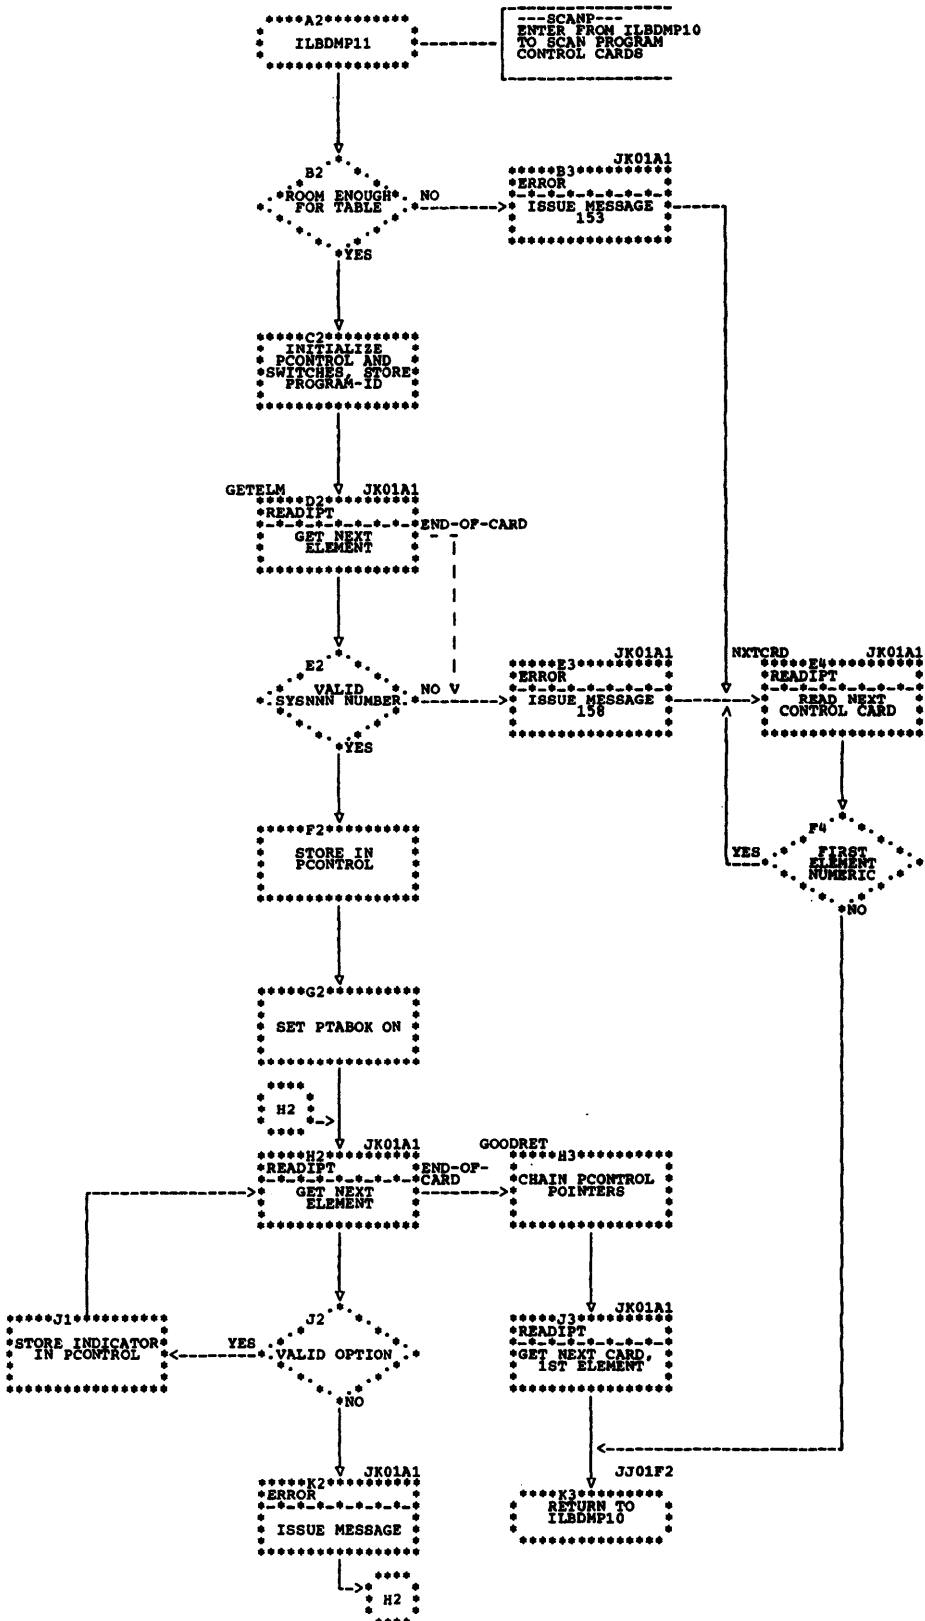 A2
ILBDMP11
---SCANP---
ENTER FROM ILBDMP10
TO SCAN PROGRAM
CONTROL CARDS
B2
ROOM ENOUGH
FOR TABLE
NO
YES
JK01A1
B3
ERROR
ISSUE MESSAGE
153
C2
INITIALIZE
PCONTROL AND
SWITCHES, STORE
PROGRAM-ID
GETELM
JK01A1
D2
READIPT
GET NEXT
ELEMENT
END-OF-CARD
E2
VALID
SYSNNN NUMBER
NO
YES
JK01A1
E3
ERROR
ISSUE MESSAGE
158
NXTCRD
JK01A1
E4
READIPT
READ NEXT
CONTROL CARD
F2
STORE IN
PCONTROL
F4
FIRST
ELEMENT
NUMERIC
YES
NO
G2
SET PTABOK ON
H2
JK01A1
H2
READIPT
GET NEXT
ELEMENT
END-OF-
CARD
GOODRET
H3
CHAIN PCONTROL
POINTERS
J1
STORE INDICATOR
IN PCONTROL
YES
J2
VALID OPTION
NO
JK01A1
J3
READIPT
GET NEXT CARD,
1ST ELEMENT
JK01A1
K2
ERROR
ISSUE MESSAGE
JJ01F2
K3
RETURN TO
ILBDMP10
H2